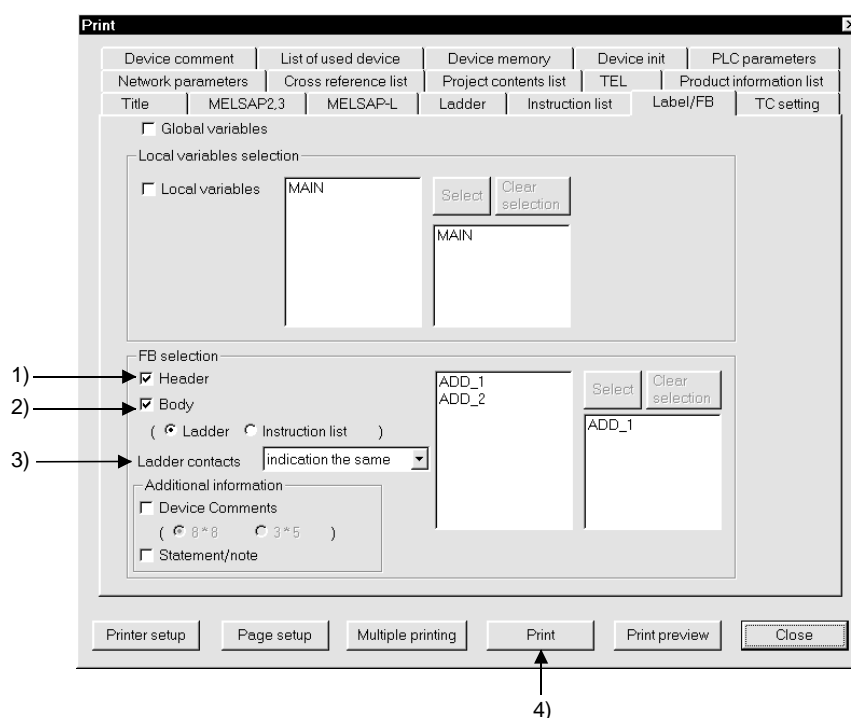 Print
Device comment List of used device Device memory Device init PLC parameters
Network parameters Cross reference list Project contents list TEL Product information list
Title MELSAP2,3 MELSAP-L Ladder Instruction list Label/FB TC setting
Global variables
Local variables selection
Local variables
MAIN
Select
Clear
selection
MAIN
FB selection
1)
Header
2)
Body
( Ladder Instruction list )
3)
Ladder contacts indication the same
Additional information
Device Comments
( 8*8 3*5 )
Statement/note
ADD_1
ADD_2
Select
Clear
selection
ADD_1
Printer setup Page setup Multiple printing Print Print preview Close
4)